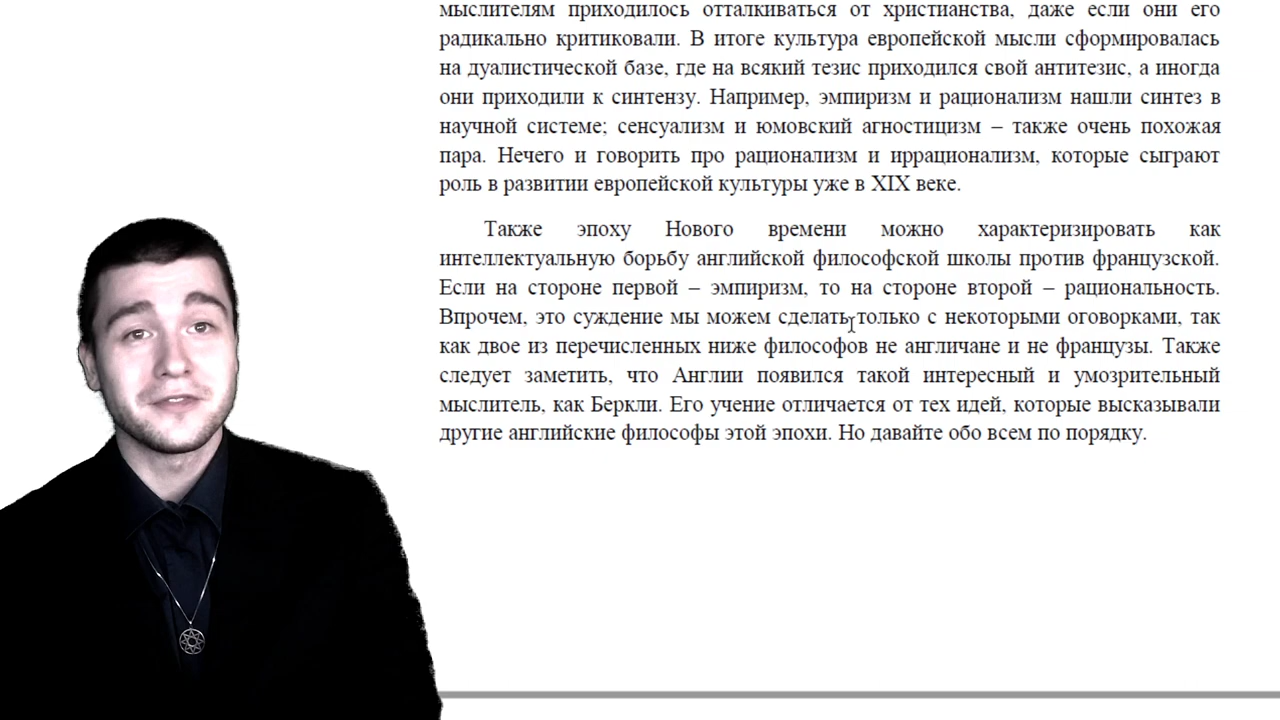 мыслителям приходилось отталкиваться от христианства, даже если они его
радикально критиковали. В итоге культура европейской мысли сформировалась
на дуалистической базе, где на всякий тезис приходился свой антитезис, а иногда
они приходили к синтензу. Например, эмпиризм и рационализм нашли синтез в
научной системе; сенсуализм и юмовский агностицизм – также очень похожая
пара. Нечего и говорить про рационализм и иррационализм, которые сыграют
роль в развитии европейской культуры уже в XIX веке.
Также эпоху Нового времени можно характеризировать как
интеллектуальную борьбу английской философской школы против французской.
Если на стороне первой – эмпиризм, то на стороне второй – рациональность.
Впрочем, это суждение мы можем сделать только с некоторыми оговорками, так
как двое из перечисленных ниже философов не англичане и не французы. Также
следует заметить, что Англии появился такой интересный и умозрительный
мыслитель, как Беркли. Его учение отличается от тех идей, которые высказывали
другие английские философы этой эпохи. Но давайте обо всем по порядку.